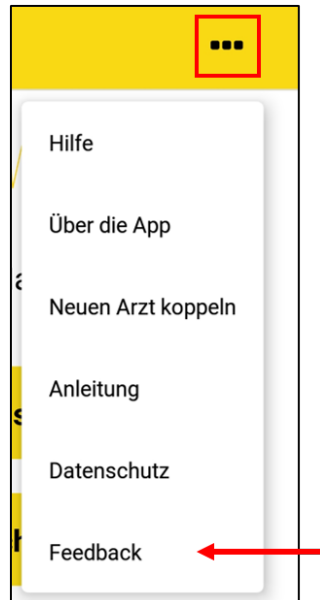 Hilfe
Über die App
Neuen Arzt koppeln
Anleitung
Datenschutz
Feedback